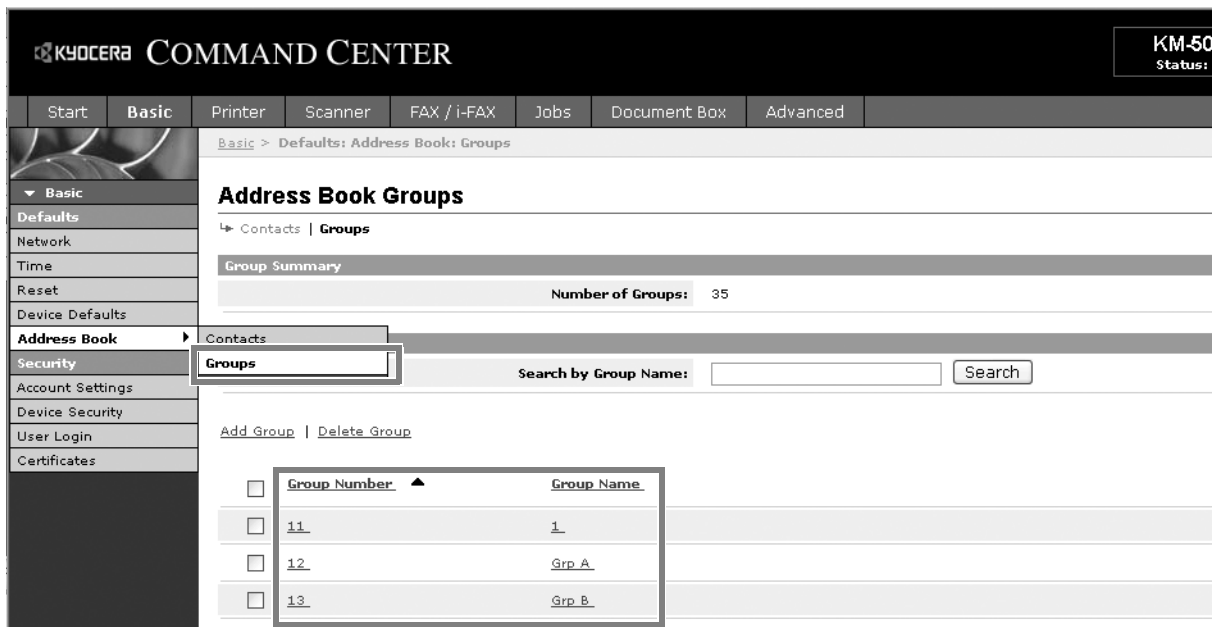 KYOCERA COMMAND CENTER
KM-50
Status:
Start Basic Printer Scanner FAX / i-FAX Jobs Document Box Advanced
Basic > Defaults: Address Book: Groups
Basic
Defaults
Network
Time
Reset
Device Defaults
Address Book
Security
Account Settings
Device Security
User Login
Certificates
Contacts
Groups
Address Book Groups
Contacts | Groups
Group Summary
Number of Groups: 35
Search by Group Name: Search
Add Group | Delete Group
Group Number Group Name
11 1
12 Grp A
13 Grp B